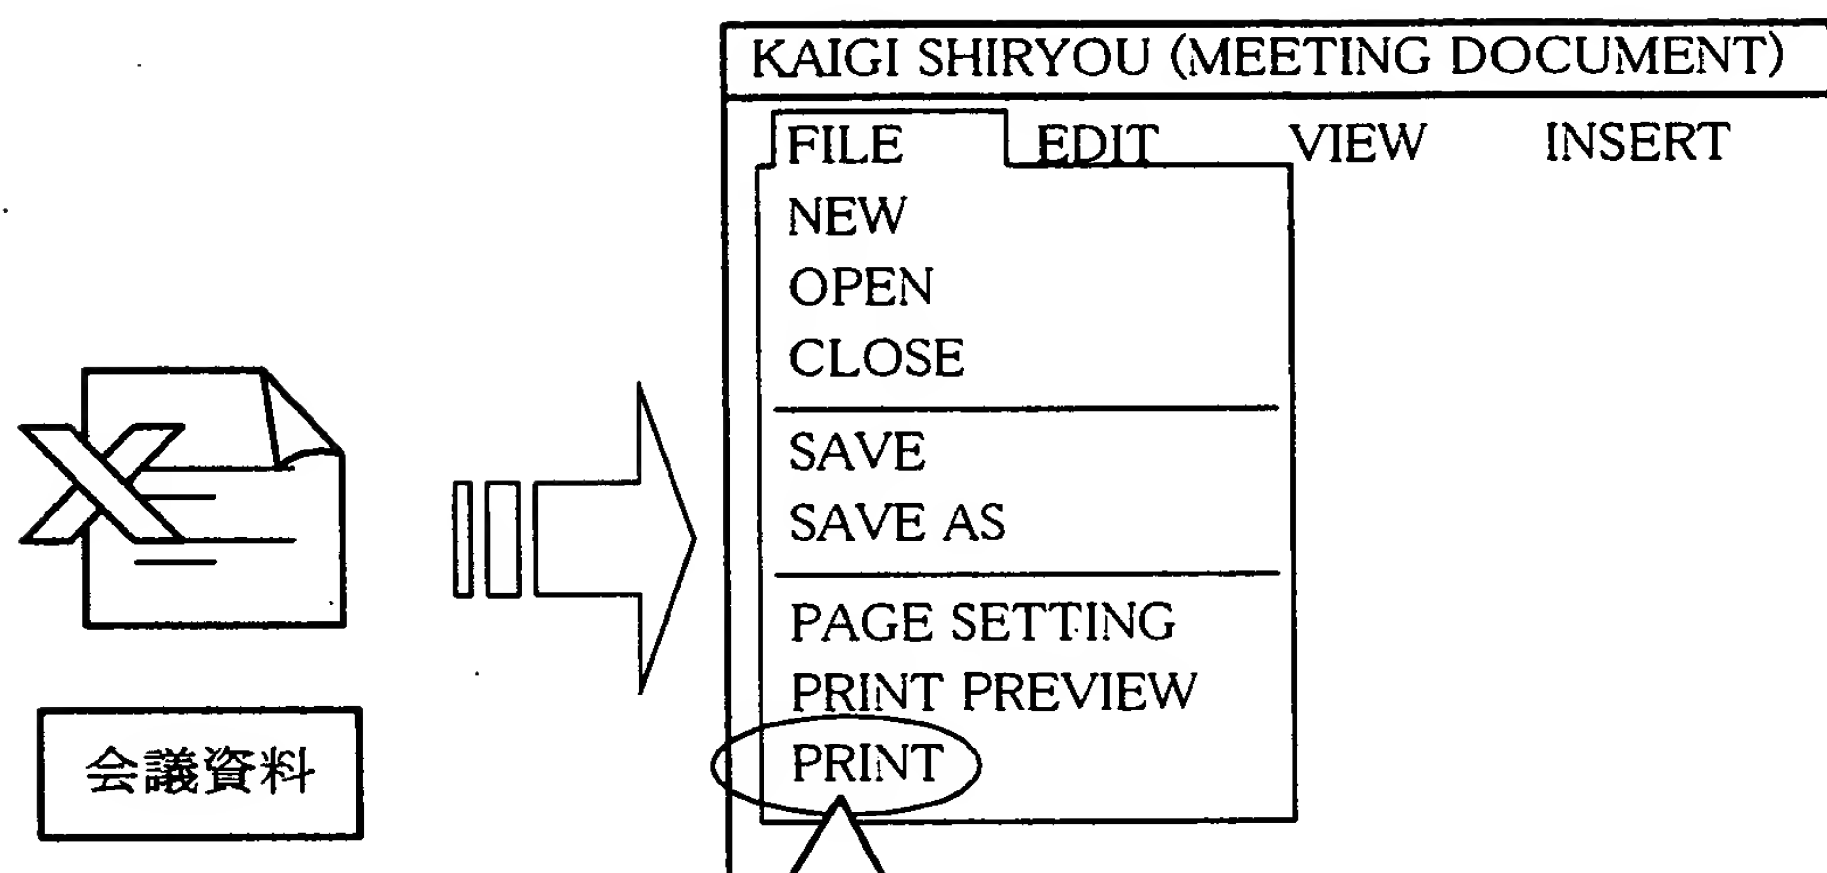 KAIGI SHIRYOU (MEETING DOCUMENT)
FILE EDIT VIEW INSERT
NEW
OPEN
CLOSE
SAVE
SAVE AS
PAGE SETTING
PRINT PREVIEW
PRINT
会議資料